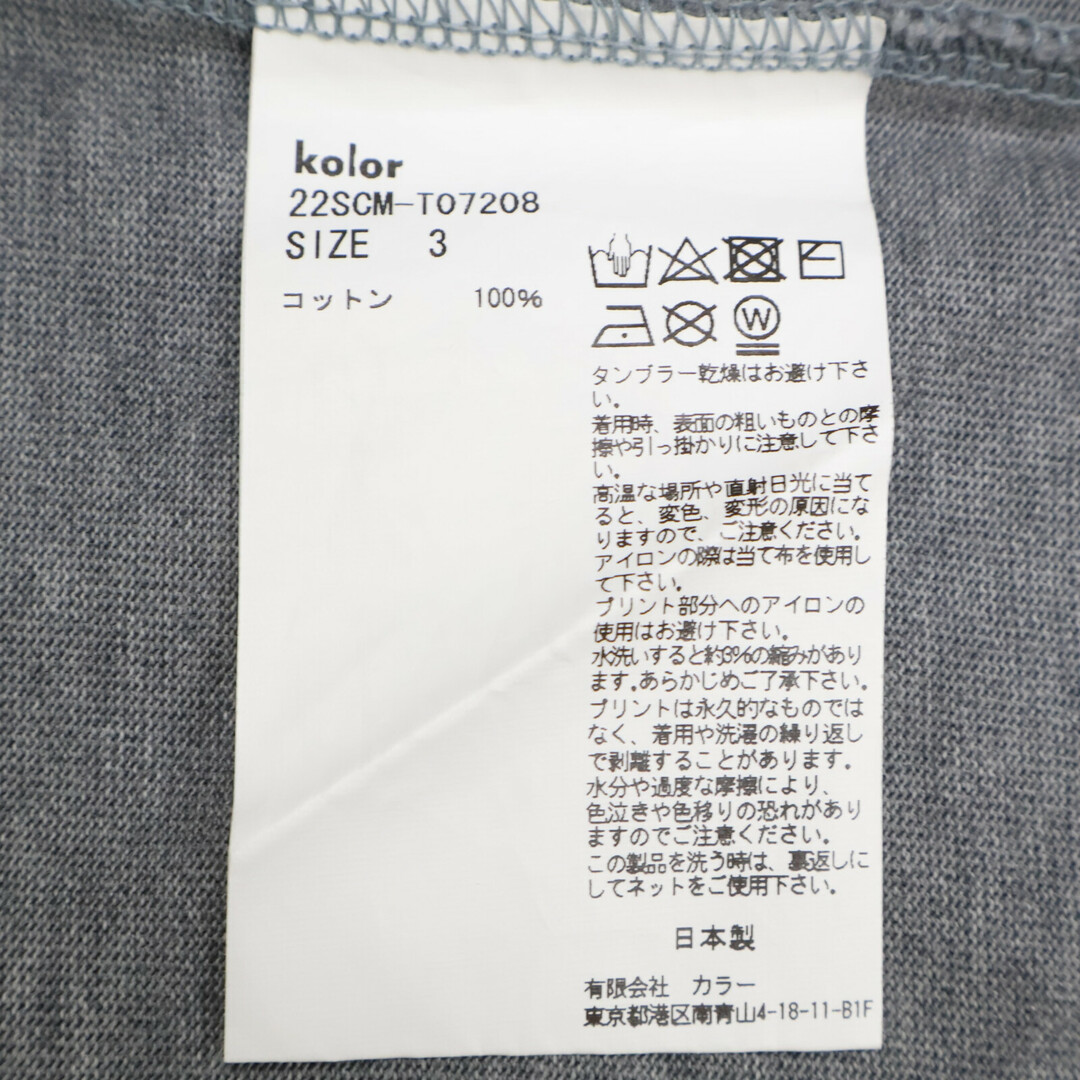 kolor
22SCM-T07208
SIZE 3
コットン 100%
W
タンブラー乾燥はお避け下さ
い。
着用時、表面の粗いものとの摩
擦や引っ掛かりに注意して下さ
い。
高温な場所や直射日光に当て
ると、変色、変形の原因にな
りますので、ご注意ください。
アイロンの際は当て布を使用し
て下さい。
プリント部分へのアイロンの
使用はお避け下さい。
水洗いすると約3%の縮みがあり
ます。あらかじめご了承下さい。
プリントは永久的なものでは
なく、着用や洗濯の繰り返し
で剥離することがあります。
水分や過度な摩擦により、
色泣きや色移りの恐れがあり
ますのでご注意ください。
この製品を洗う時は、裏返しに
してネットをご使用下さい。
日本製
有限会社 カラー
東京都港区南青山4-18-11-B1F